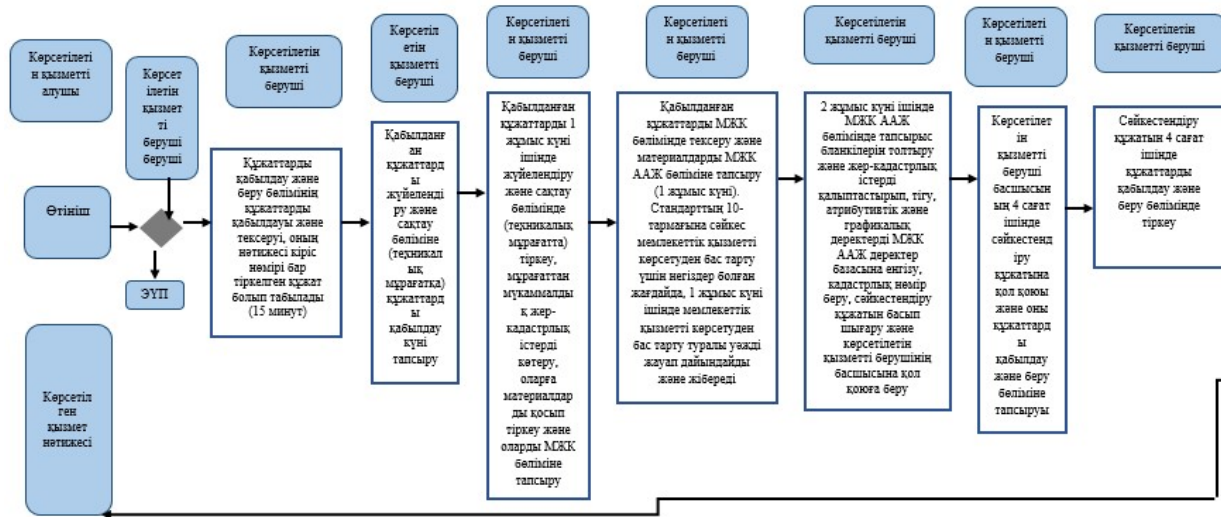 Көрсетілеті
н қызметті
алушы
Өтініш
Көрсетіл
ген
қызмет
нәтижесі
Көрсет
ілетін
қызмет
ті
беруші
беруші
ЭҮП
Көрсетілетін
қызметті
беруші
Құжаттарды
қабылдау және
беру бөлімінің
құжаттарды
қабылдауы және
тексеруі, оның
нәтижесі кіріс
нөмірі бар
тіркелген құжат
болып табылады
(15 минут)
Көрсетіл
етін
қызметті
беруші
Қабылданғ
ан
құжаттард
ы
жүйеленді
ру және
сақтау
бөліміне
(техникал
ық
мұрағатқа)
құжаттард
ы
қабылдау
күні
тапсыру
Көрсетілеті
н қызметті
беруші
Қабылданған
құжаттарды 1
жұмыс күні
ішінде
жүйелендіру
және сақтау
бөлімінде
(техникалық
мұрағатта)
тіркеу,
мұрағаттан
мүкаммалды
қ жер-
кадастрлық
істерді
көтеру,
оларға
материалдар
ды қосып
тіркеу және
оларды МЖК
бөліміне
тапсыру
Көрсетілеті
н қызметті
беруші
Қабылданған
құжаттарды МЖК
бөлімінде тексеру және
материалдарды МЖК
ААЖ бөліміне тапсыру
(1 жұмыс күні).
Стандарттың 10-
тармағына сәйкес
мемлекеттік қызметті
көрсетуден бас тарту
үшін негіздер болған
жағдайда, 1 жұмыс күні
ішінде мемлекеттік
қызметті көрсетуден
бас тарту туралы уәжді
жауап дайындайды
және жібереді
Көрсетілетін
қызметті беруші
2 жұмыс күні ішінде
МЖК ААЖ
бөлімінде тапсырыс
бланкілерін толтыру
және жер-кадастрлық
істерді
қалыптастырып, тігу,
атрибутивтік және
графикалық
деректерді МЖК
ААЖ деректер
базасына енгізу,
кадастрлық нөмір
беру, сәйкестендіру
құжатын басып
шығару және
көрсетілетін
қызметті берушінің
басшысына қол
қоюға беру
Көрсетілеті
н қызметті
беруші
Көрсетілет
ін
қызметті
беруші
басшысын
ың 4 сағат
ішінде
сәйкестенд
іру
құжатына
қол қоюы
және оны
құжаттард
ы
қабылдау
және беру
бөліміне
тапсыруы
Көрсетілеті
н қызметті
беруші
Сәйкестендіру
құжатын 4 сағат
ішінде
құжаттарды
қабылдау және
беру бөлімінде
тіркеу